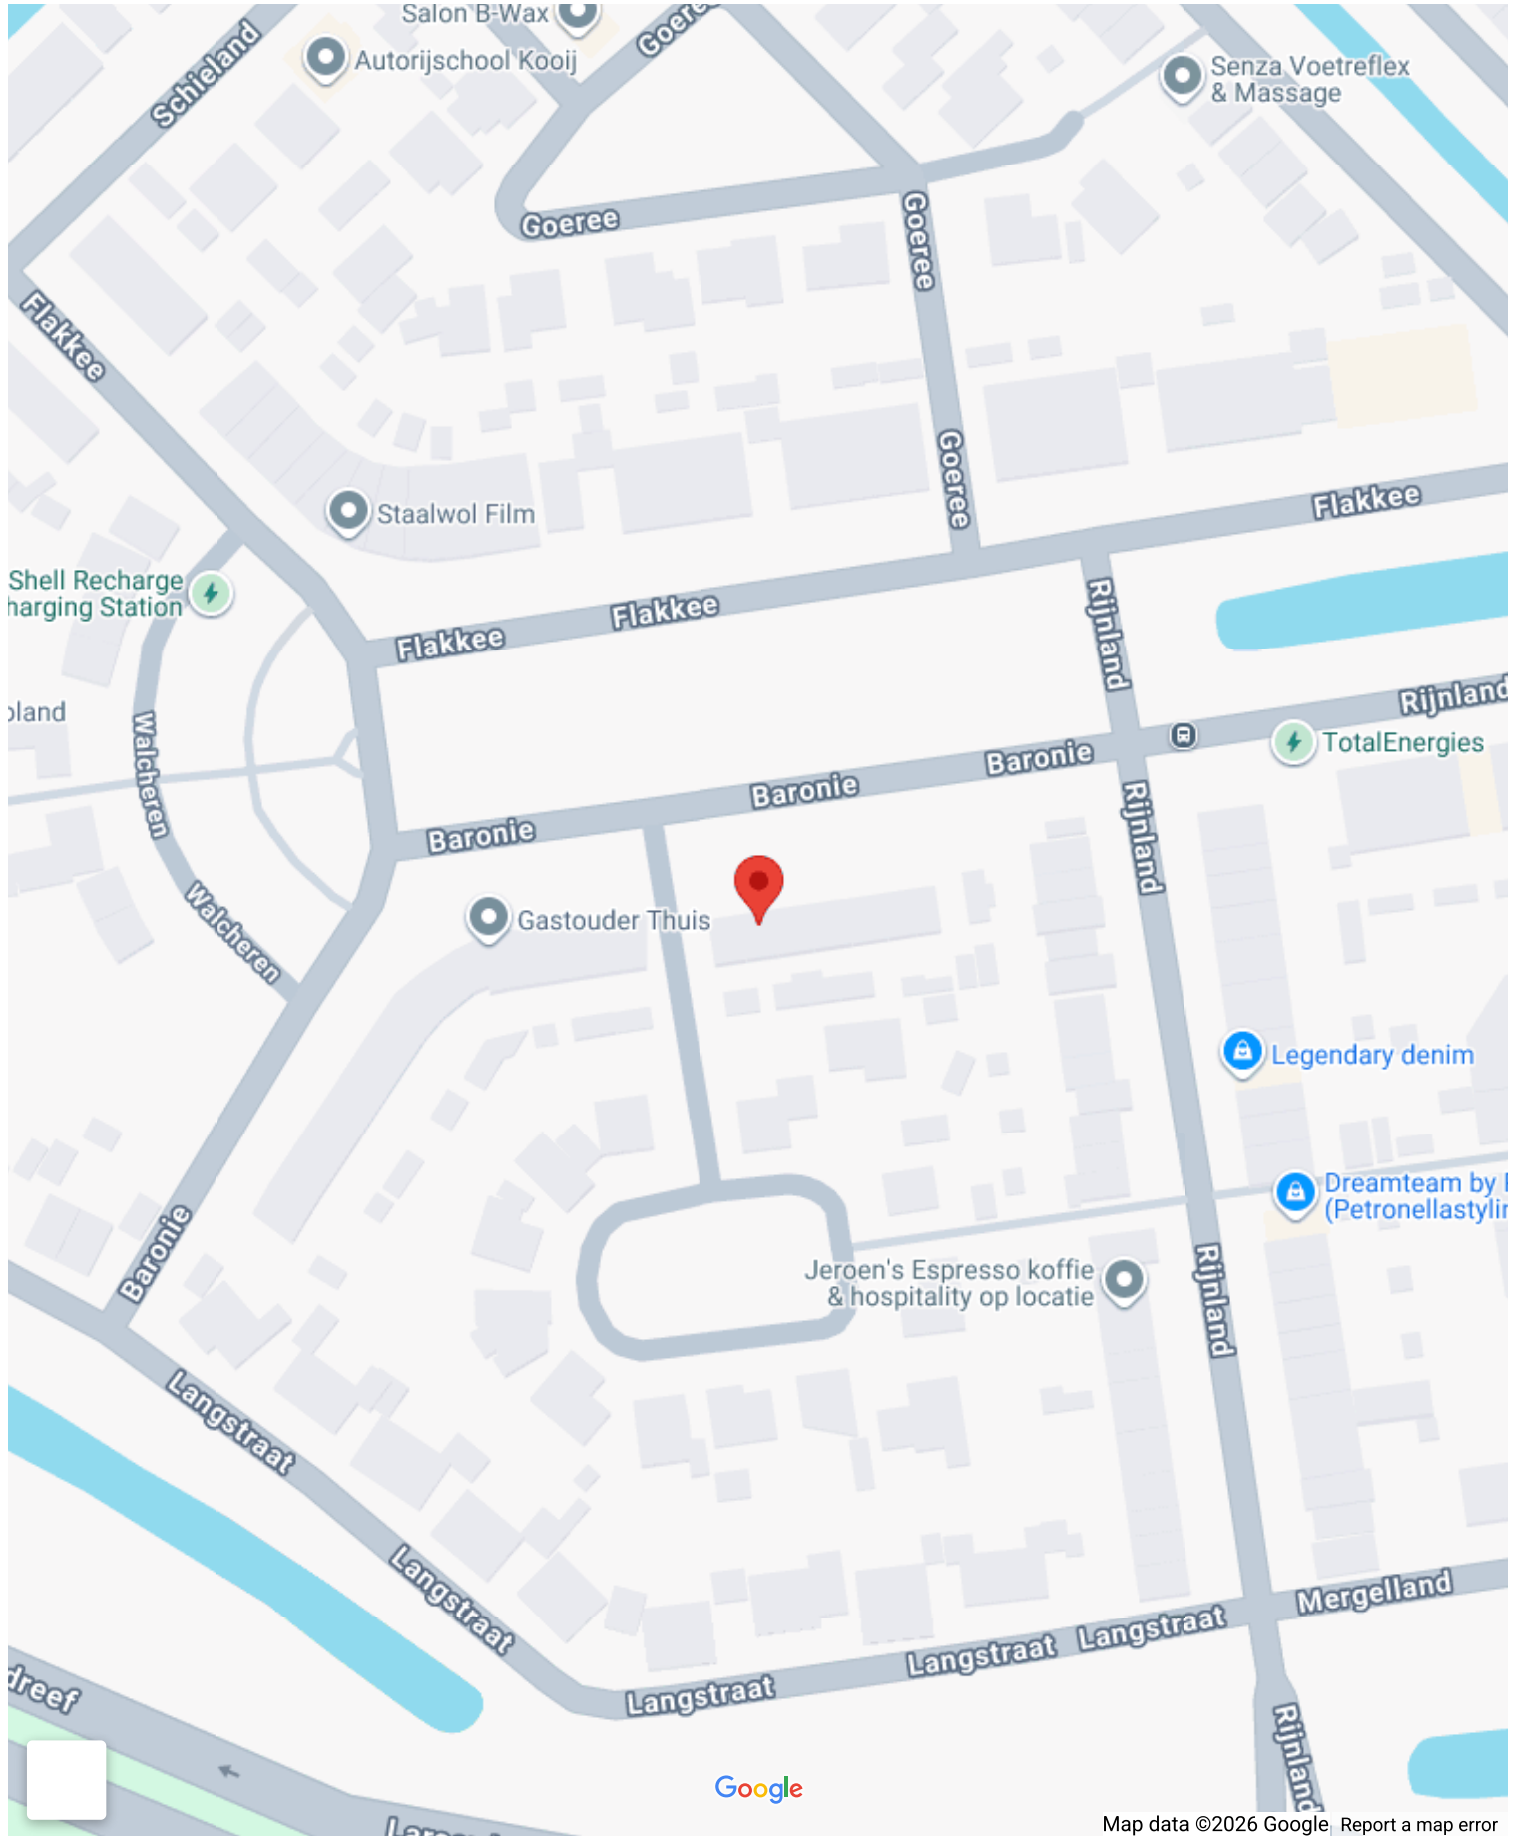 Salon B-Wax
Goeree
Schieland
Autorijschool Kooij
Senza Voetreflex
& Massage
Goeree
Goeree
Flakkee
Goeree
Flakkee
Staalwol Film
Shell Recharge
harging Station
Flakkee
Flakkee
Rijnland
Rijnland
oland
Walcheren
Baronie
Baronie
Baronie
TotalEnergies
Rijnland
Walcheren
Gastouder Thuis
Legendary denim
Dreamteam by
(Petronellastylin
Baronie
Jeroen's Espresso koffie
& hospitality op locatie
Rijnland
Langstraat
Langstraat
Mergelland
Langstraat
Langstraat
Langstraat
dreef
Rijnland
Google
Map data ©2026 Google
Report a map error